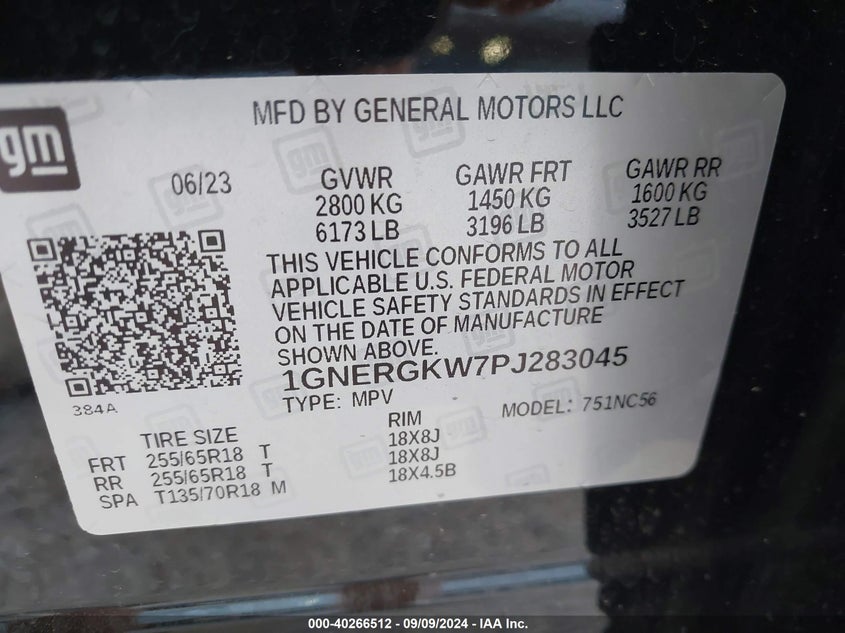 MFD BY GENERAL MOTORS LLC
gm
06/23
GVWR
2800 KG
6173 LB
GAWR FRT
1450 KG
3196 LB
GAWR RR
1600 KG
3527 LB
THIS VEHICLE CONFORMS TO ALL
APPLICABLE U.S. FEDERAL MOTOR
VEHICLE SAFETY STANDARDS IN EFFECT
ON THE DATE OF MANUFACTURE
SHOWN ABOVE.
1GNERGKW7PJ283045
384A
TYPE: MPV
MODEL: 751NC56
TIRE SIZE RIM
FRT 255/65R18 T 18X8J
RR 255/65R18 T 18X8J
SPA T135/70R18 M 18X4.5B
000-40266512 - 09/09/2024 - IAA Inc.